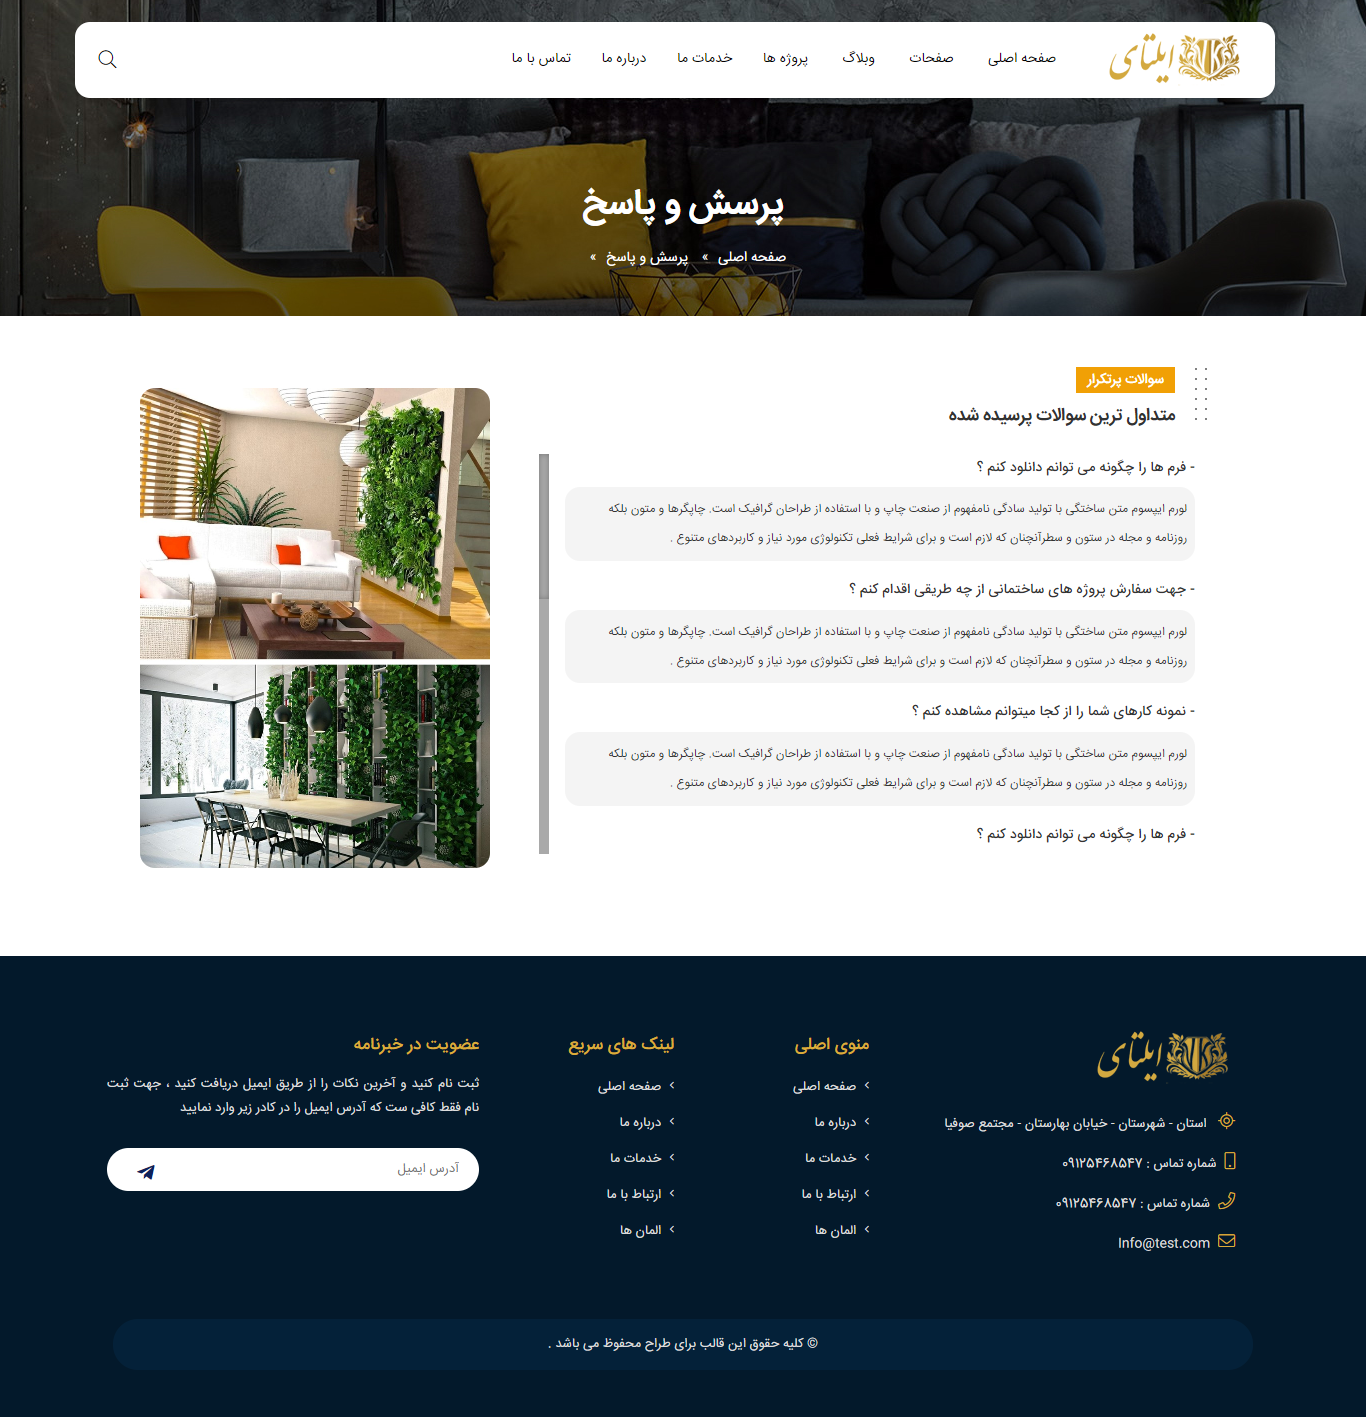 ایلتای
صفحه اصلی
صفحات
وبلاگ
پروژه ها
خدمات ما
درباره ما
تماس با ما
پرسش و پاسخ
صفحه اصلی » پرسش و پاسخ »
سوالات پرتکرار
متداول ترین سوالات پرسیده شده
- فرم ها را چگونه می توانم دانلود کنم ؟
لورم ایپسوم متن ساختگی با تولید سادگی نامفهوم از صنعت چاپ و با استفاده از طراحان گرافیک است. چاپگرها و متون بلکه
روزنامه و مجله در ستون و سطرآنچنان که لازم است و برای شرایط فعلی تکنولوژی مورد نیاز و کاربردهای متنوع .
- جهت سفارش پروژه های ساختمانی از چه طریقی اقدام کنم ؟
لورم ایپسوم متن ساختگی با تولید سادگی نامفهوم از صنعت چاپ و با استفاده از طراحان گرافیک است. چاپگرها و متون بلکه
روزنامه و مجله در ستون و سطرآنچنان که لازم است و برای شرایط فعلی تکنولوژی مورد نیاز و کاربردهای متنوع .
- نمونه کارهای شما را از کجا میتوانم مشاهده کنم ؟
لورم ایپسوم متن ساختگی با تولید سادگی نامفهوم از صنعت چاپ و با استفاده از طراحان گرافیک است. چاپگرها و متون بلکه
روزنامه و مجله در ستون و سطرآنچنان که لازم است و برای شرایط فعلی تکنولوژی مورد نیاز و کاربردهای متنوع .
- فرم ها را چگونه می توانم دانلود کنم ؟
ایلتای
استان - شهرستان - خیابان بهارستان - مجتمع صوفیا
شماره تماس : ۰۹۱۲۵۴۶۸۵۴۷
شماره تماس : ۰۹۱۲۵۴۶۸۵۴۷
Info@test.com
منوی اصلی
صفحه اصلی
درباره ما
خدمات ما
ارتباط با ما
المان ها
لینک های سریع
صفحه اصلی
درباره ما
خدمات ما
ارتباط با ما
المان ها
عضویت در خبرنامه
ثبت نام کنید و آخرین نکات را از طریق ایمیل دریافت کنید ، جهت ثبت
نام فقط کافی ست که آدرس ایمیل را در کادر زیر وارد نمایید
آدرس ایمیل
© کلیه حقوق این قالب برای طراح محفوظ می باشد .